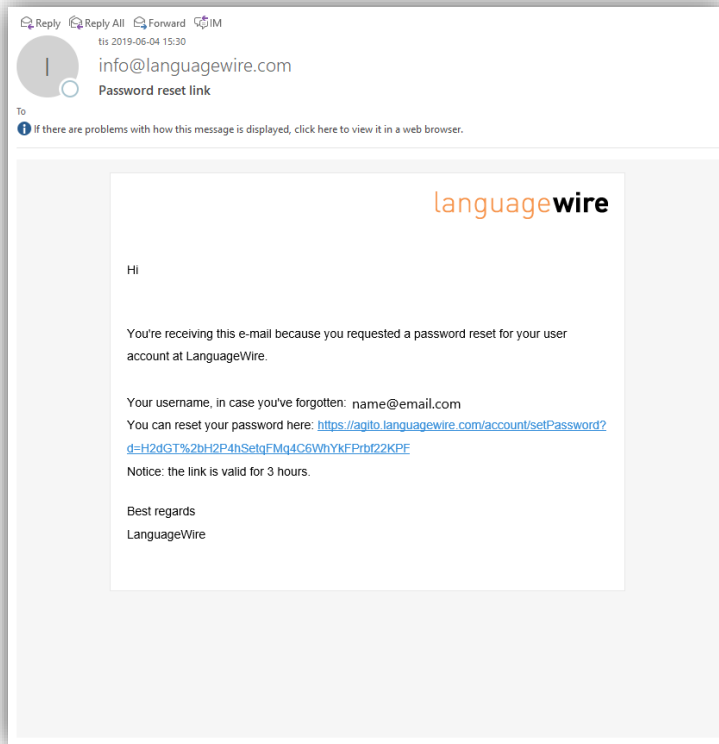 Reply Reply All Forward IM
tis 2019-06-04 15:30
I
info@languagewire.com
Password reset link
To
If there are problems with how this message is displayed, click here to view it in a web browser.
languagewire
Hi
You're receiving this e-mail because you requested a password reset for your user
account at LanguageWire.
Your username, in case you've forgotten: name@email.com
You can reset your password here: https://agito.languagewire.com/account/setPassword?
d=H2dGT%2bH2P4hSetqFMq4C6WhYkFPrbf22KPF
Notice: the link is valid for 3 hours.
Best regards
LanguageWire